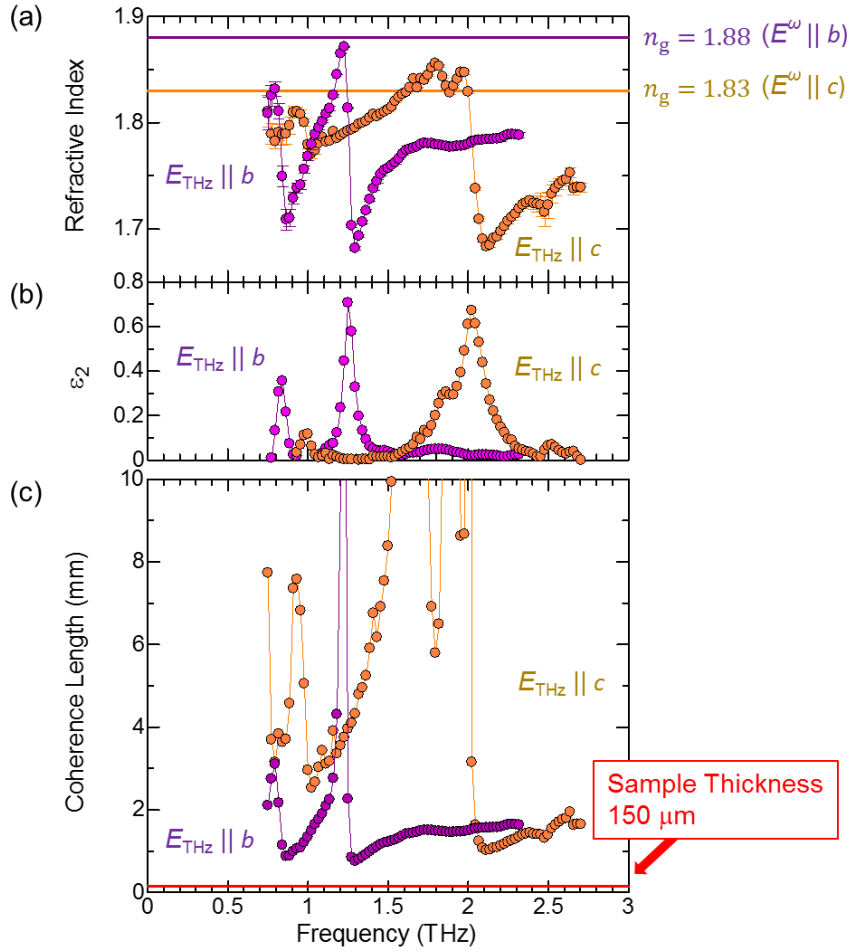 (a)
1.9
1.8
1.7
0.8
Refractive Index
n_g = 1.88 (E^ω || b)
n_g = 1.83 (E^ω || c)
E_THz || b
E_THz || c
(b)
0.6
0.4
0.2
0
ε_2
E_THz || b
E_THz || c
(c)
10
8
6
4
2
0
Coherence Length (mm)
E_THz || c
E_THz || b
Sample Thickness
150 μm
0 0.5 1 1.5 2 2.5 3
Frequency (THz)